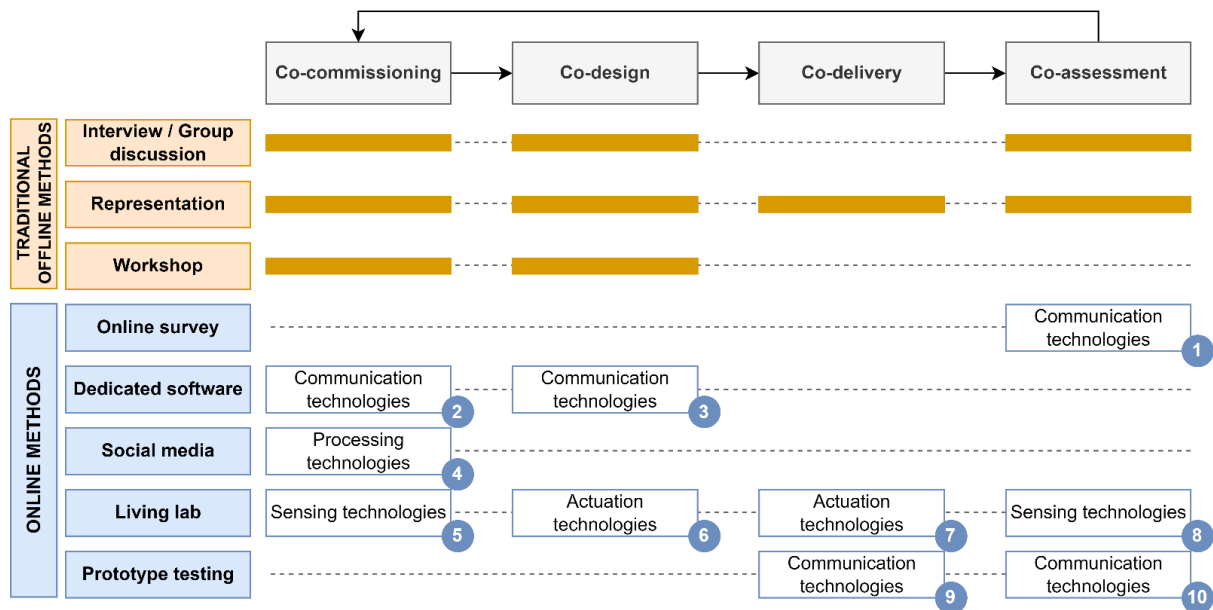 Co-commissioning
Co-design
Co-delivery
Co-assessment
TRADITIONAL
OFFLINE METHODS
Interview / Group
discussion
Representation
Workshop
ONLINE METHODS
Online survey
Communication
technologies
1
Dedicated software
Communication
technologies
2
Communication
technologies
3
Social media
Processing
technologies
4
Living lab
Sensing technologies
5
Actuation
technologies
6
Actuation
technologies
7
Sensing technologies
8
Prototype testing
Communication
technologies
9
Communication
technologies
10